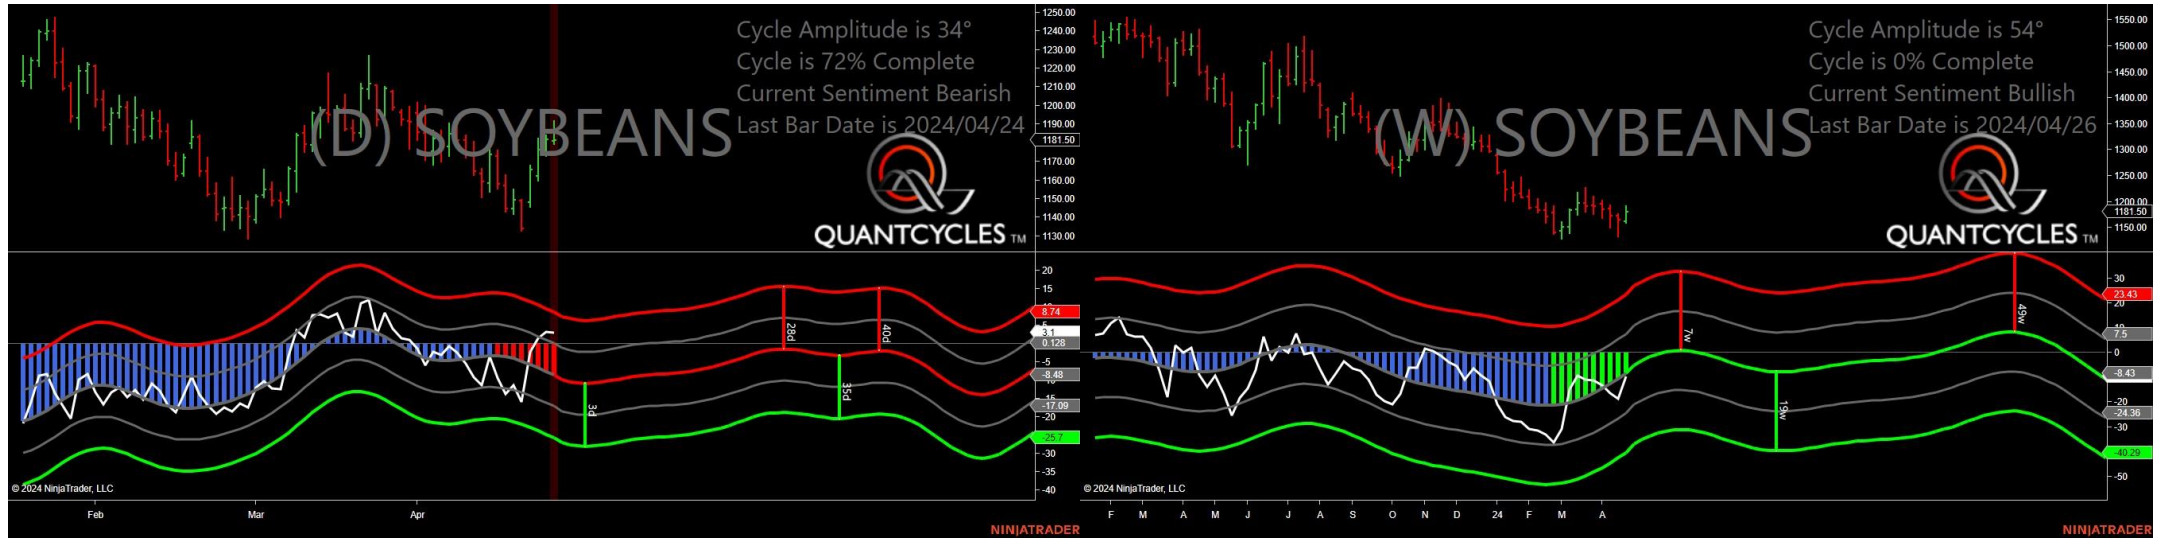 Cycle Amplitude is 34°
Cycle is 72% Complete
Current Sentiment Bearish
Last Bar Date is 2024/04/24
(D) SOYBEANS
QUANTCYCLES TM
1250.00
1240.00
1230.00
1220.00
1210.00
1200.00
1190.00
1181.50
1170.00
1160.00
1150.00
1140.00
1130.00
20
15
8.74
3.1
0.128
-5
-8.48
-17.09
-20
-25.7
-30
-35
-40
3d
28d
35d
40d
© 2024 NinjaTrader, LLC
Feb Mar Apr
NINJATRADER
Cycle Amplitude is 54°
Cycle is 0% Complete
Current Sentiment Bullish
Last Bar Date is 2024/04/26
(W) SOYBEANS
QUANTCYCLES TM
1550.00
1500.00
1450.00
1400.00
1350.00
1300.00
1250.00
1200.00
1181.50
1150.00
30
23.43
20
7.5
0
-8.43
-20
-24.36
-30
-40.29
-50
7w
19w
49w
© 2024 NinjaTrader, LLC
F M A M J J A S O N D 24 F M A
NINJATRADER